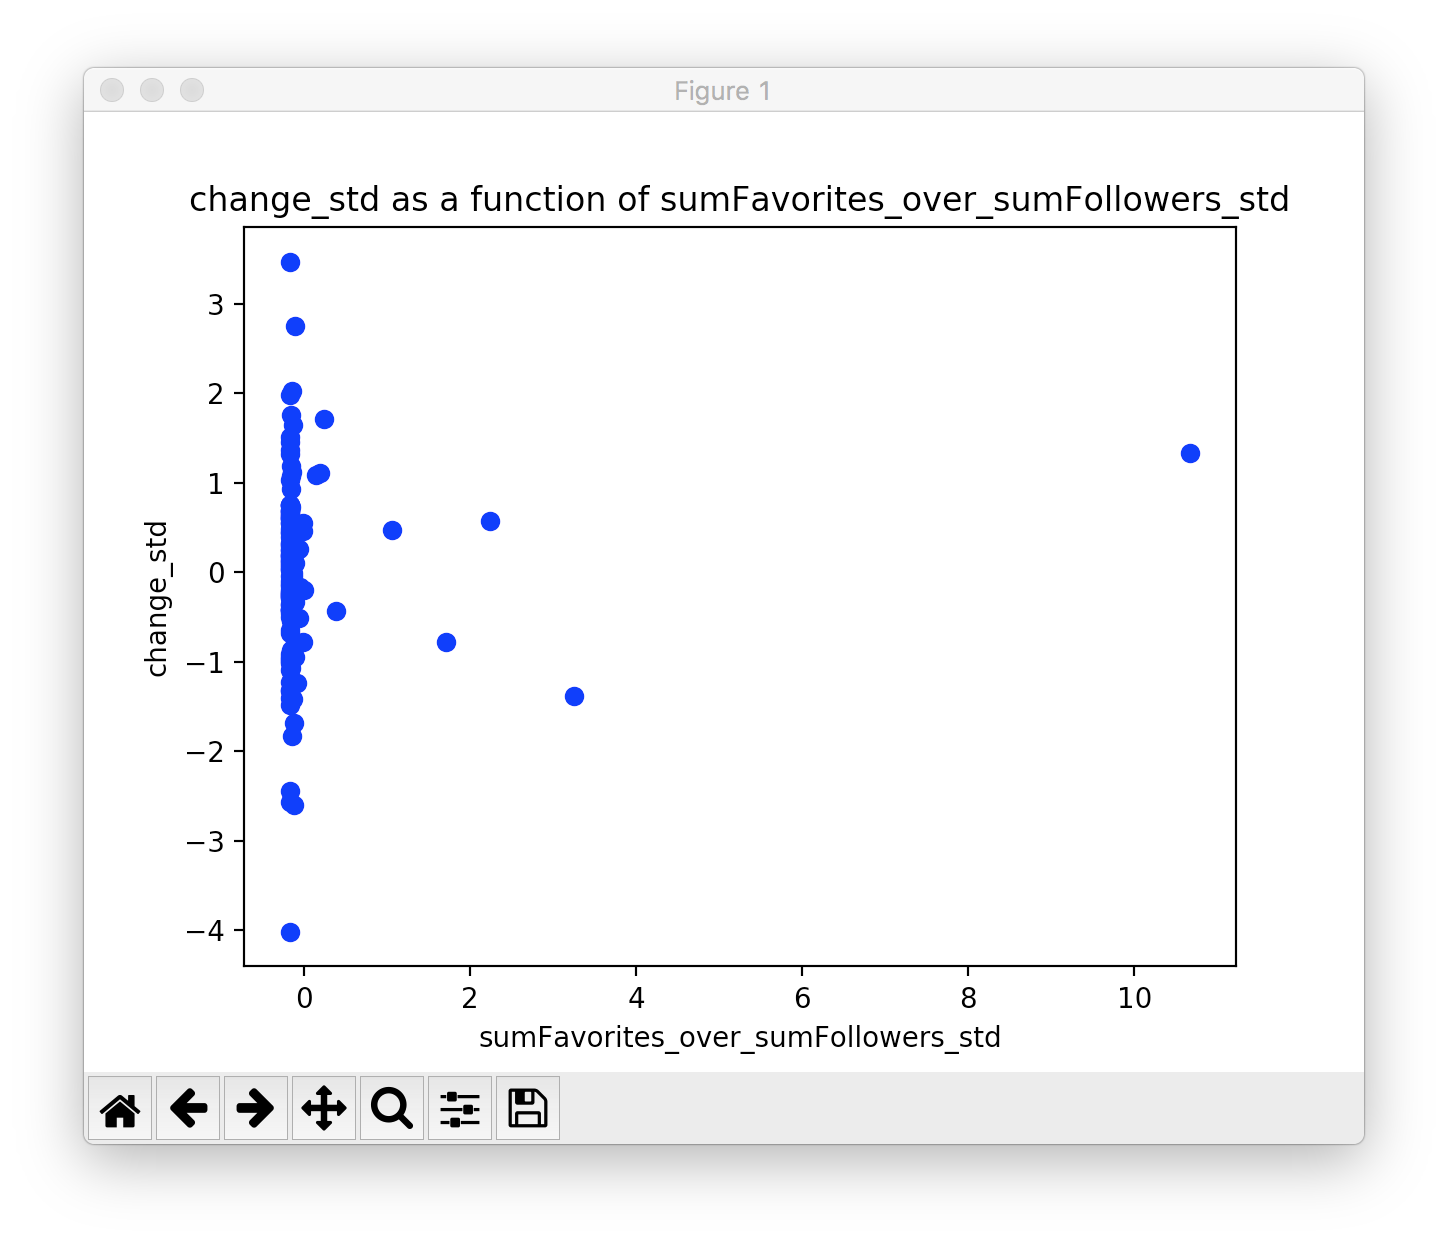 Figure 1
change_std as a function of sumFavorites_over_sumFollowers_std
3
2
1
0
−1
−2
−3
−4
change_std
0 2 4 6 8 10
sumFavorites_over_sumFollowers_std